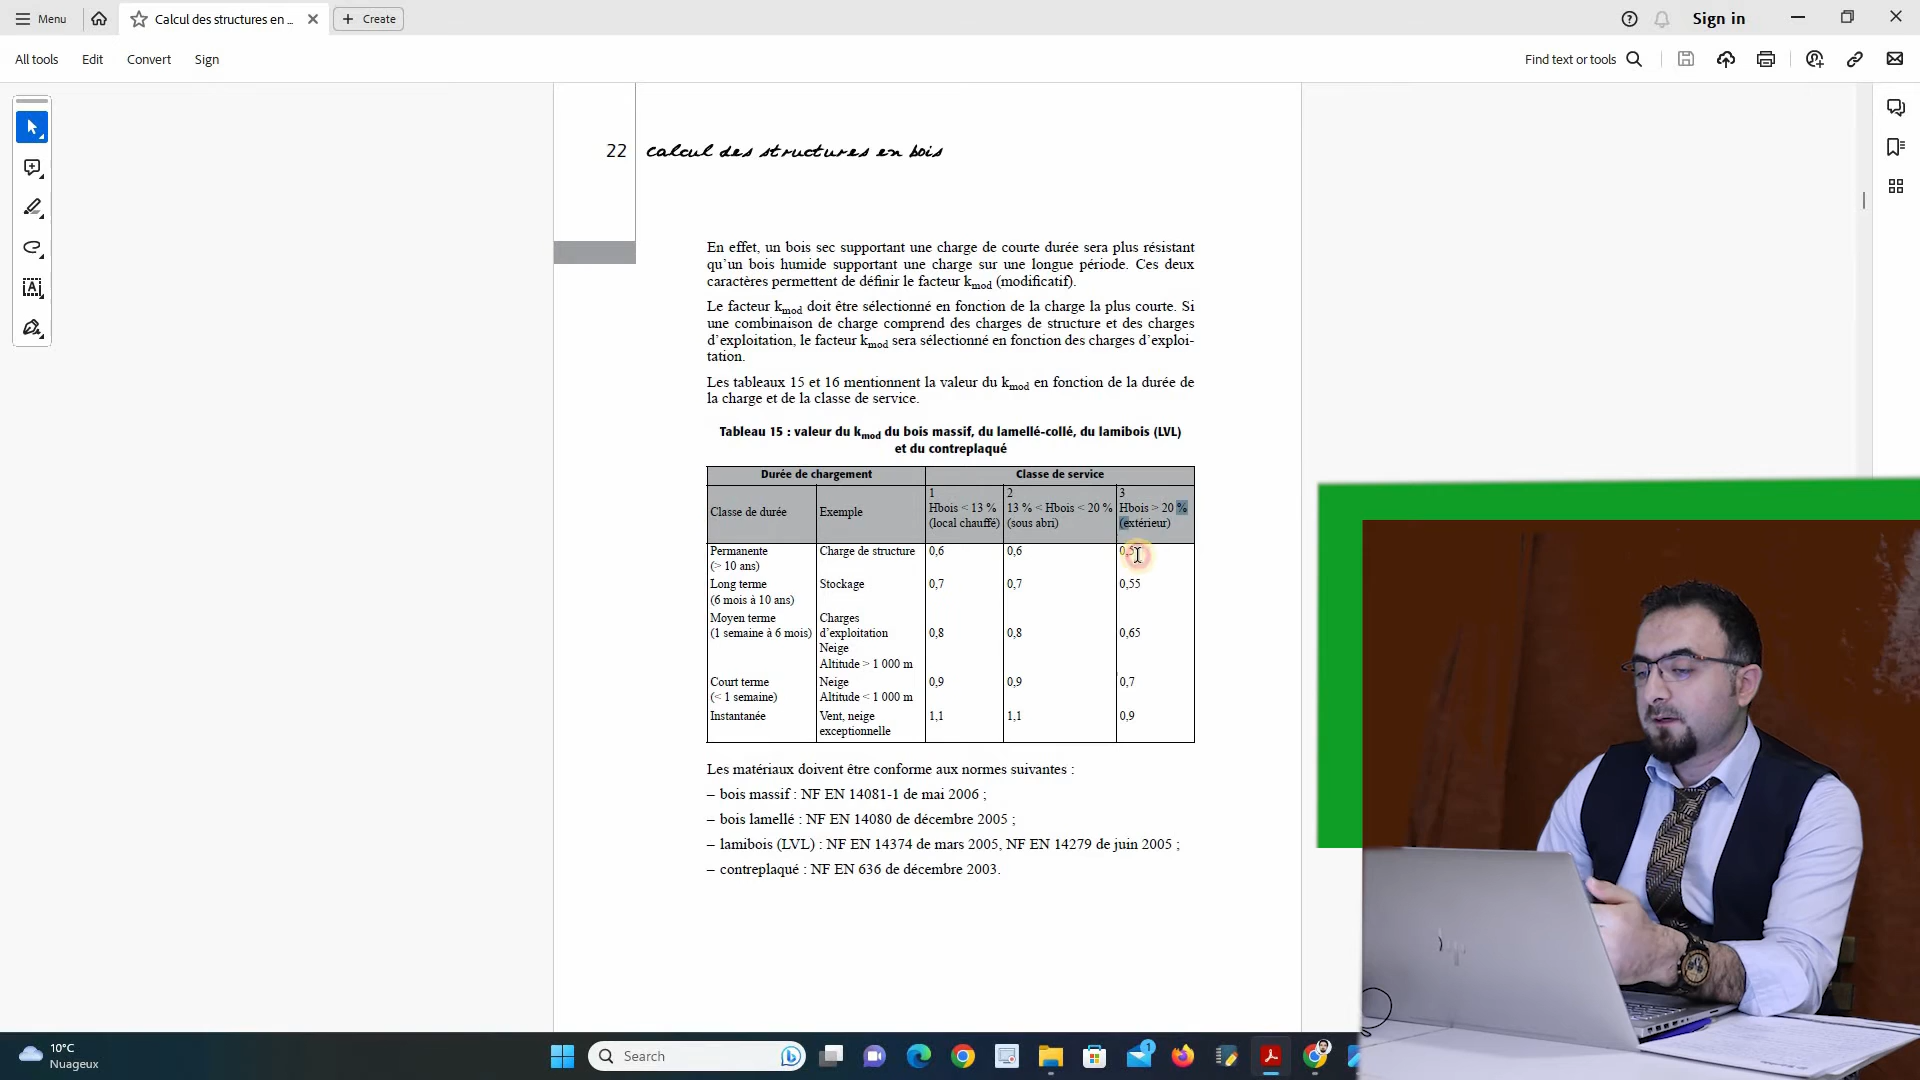 Menu
Calcul des structures en ...
Create
Sign in
All tools
Edit
Convert
Sign
Find text or tools
22
calcul des structures en bois
En effet, un bois sec supportant une charge de courte durée sera plus résistant
qu’un bois humide supportant une charge sur une longue période. Ces deux
caractères permettent de définir le facteur kmod (modificatif).
Le facteur kmod doit être sélectionné en fonction de la charge la plus courte. Si
une combinaison de charge comprend des charges de structure et des charges
d’exploitation, le facteur kmod sera sélectionné en fonction des charges d’exploi-
tation.
Les tableaux 15 et 16 mentionnent la valeur du kmod en fonction de la durée de
la charge et de la classe de service.
Tableau 15 : valeur du kmod du bois massif, du lamellé-collé, du lamibois (LVL)
et du contreplaqué
Durée de chargement Classe de service
Classe de durée
Exemple
1
Hbois < 13 %
(local chauffé)
2
13 % < Hbois < 20 %
(sous abri)
3
Hbois > 20 %
(extérieur)
Permanente Charge de structure 0,6 0,6 0,5
(> 10 ans)
Long terme Stockage 0,7 0,7 0,55
(6 mois à 10 ans)
Moyen terme Charges
(1 semaine à 6 mois) d’exploitation 0,8 0,8 0,65
Neige
Altitude > 1 000 m
Court terme Neige 0,9 0,9 0,7
(< 1 semaine) Altitude < 1 000 m
Instantanée Vent, neige 1,1 1,1 0,9
exceptionnelle
Les matériaux doivent être conforme aux normes suivantes :
– bois massif : NF EN 14081-1 de mai 2006 ;
– bois lamellé : NF EN 14080 de décembre 2005 ;
– lamibois (LVL) : NF EN 14374 de mars 2005, NF EN 14279 de juin 2005 ;
– contreplaqué : NF EN 636 de décembre 2003.
10°C
Nuageux
Search
1